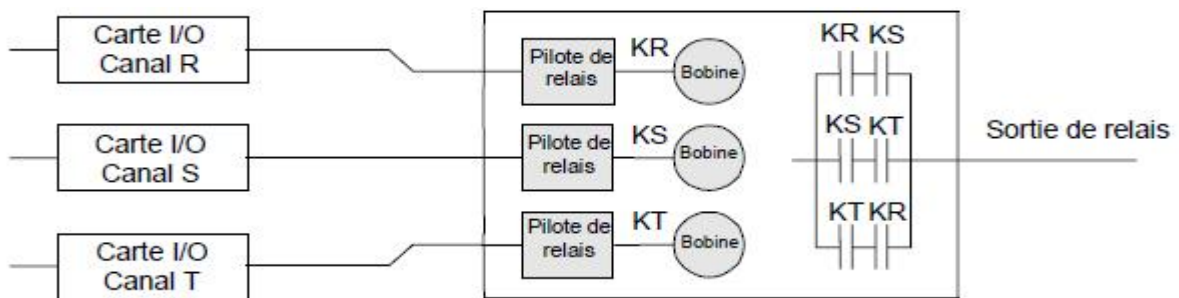 Carte I/O
Canal R
Pilote de
relais
KR
Bobine
KR KS
Carte I/O
Canal S
Pilote de
relais
KS
Bobine
KS KT
Sortie de relais
Carte I/O
Canal T
Pilote de
relais
KT
Bobine
KT KR